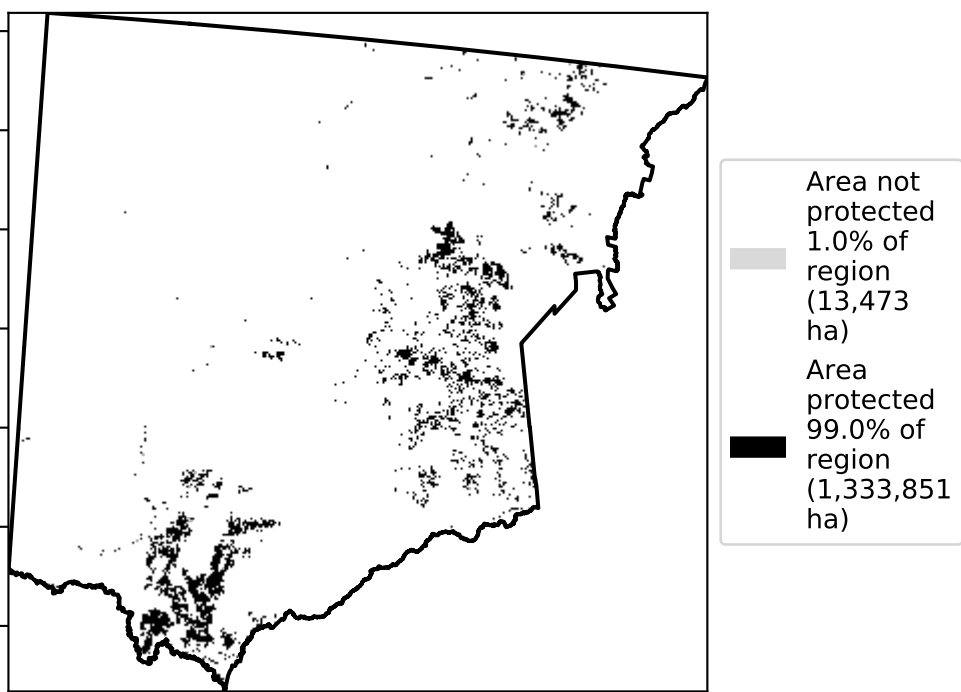 Area not
protected
1.0% of
region
(13,473
ha)
Area
protected
99.0% of
region
(1,333,851
ha)